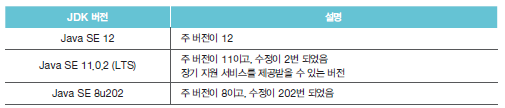 JDK 버전 설명
Java SE 12 주 버전이 12
Java SE 11.0.2 (LTS) 주 버전이 11이고, 수정이 2번 되었음
장기 지원 서비스를 제공받을 수 있는 버전
Java SE 8u202 주 버전이 8이고, 수정이 202번 되었음